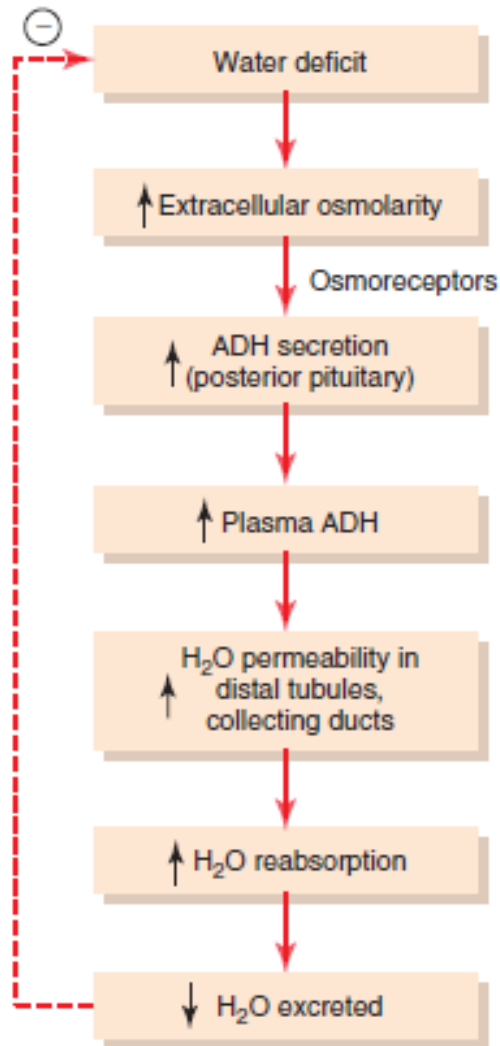 −
Water deficit
↑ Extracellular osmolarity
Osmoreceptors
↑ ADH secretion
(posterior pituitary)
↑ Plasma ADH
H₂O permeability in
↑ distal tubules,
collecting ducts
↑ H₂O reabsorption
↓ H₂O excreted